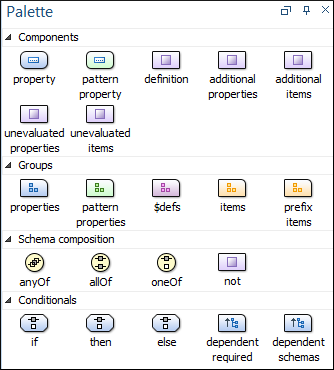 Palette
Components
property pattern property definition additional properties additional items
unevaluated properties unevaluated items
Groups
properties pattern properties $defs items prefix items
Schema composition
anyOf allOf oneOf not
Conditionals
if then else dependent required dependent schemas